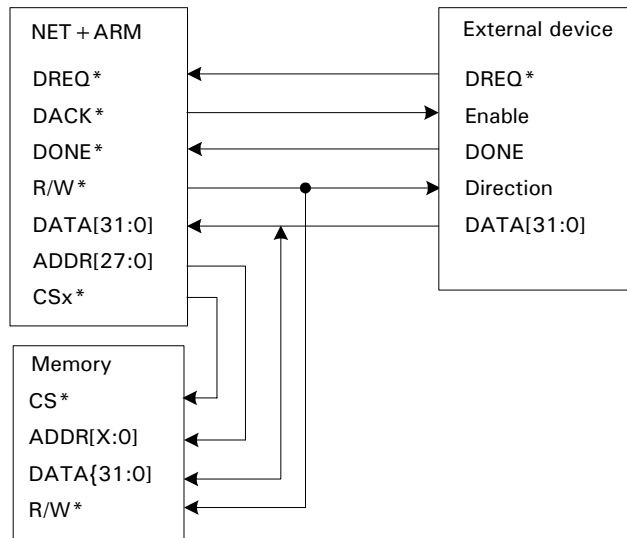 NET+ARM
DREQ*
DACK*
DONE*
R/W*
DATA[31:0]
ADDR[27:0]
CSx*
External device
DREQ*
Enable
DONE
Direction
DATA[31:0]
Memory
CS*
ADDR[X:0]
DATA{31:0]
R/W*